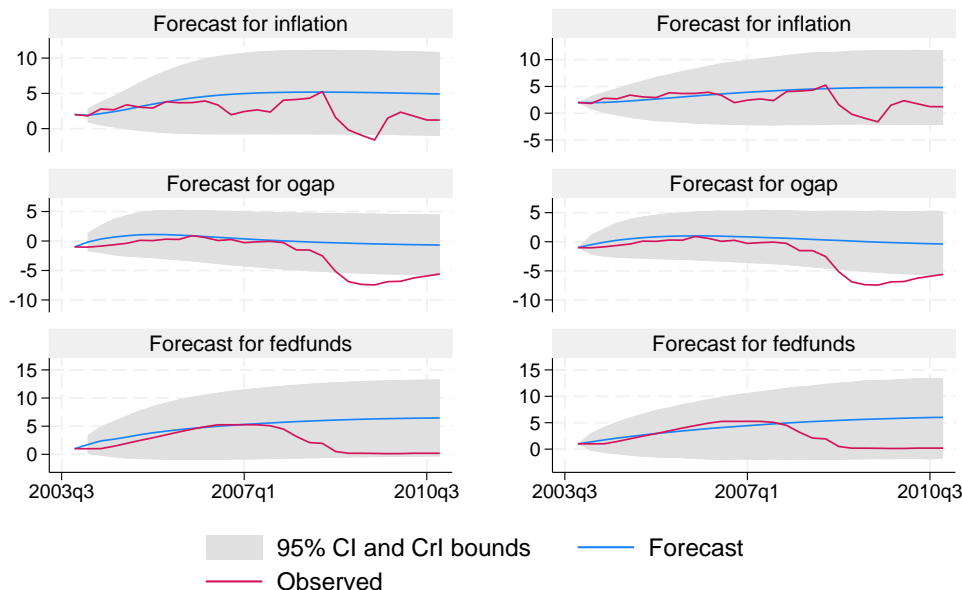 Forecast for inflation
10
5
0
Forecast for inflation
10
5
0
-5
Forecast for ogap
5
0
-5
-10
Forecast for ogap
5
0
-5
-10
Forecast for fedfunds
15
10
5
0
2003q3 2007q1 2010q3
Forecast for fedfunds
15
10
5
0
2003q3 2007q1 2010q3
95% CI and CrI bounds Forecast
Observed